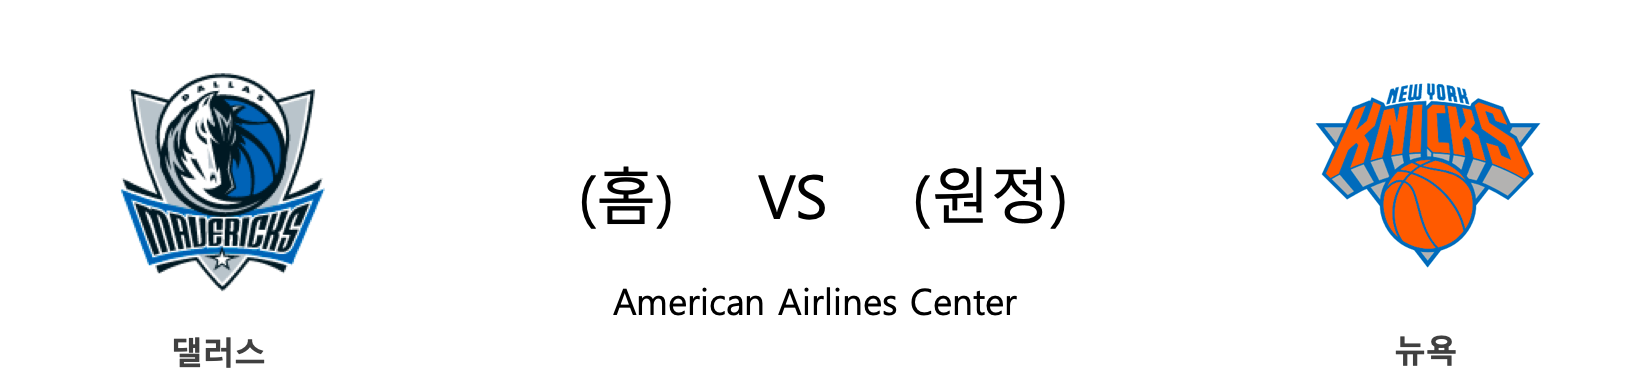 DALLAS
MAVERICKS
댈러스
(홈) VS (원정)
American Airlines Center
NEW YORK
KNICKS
뉴욕